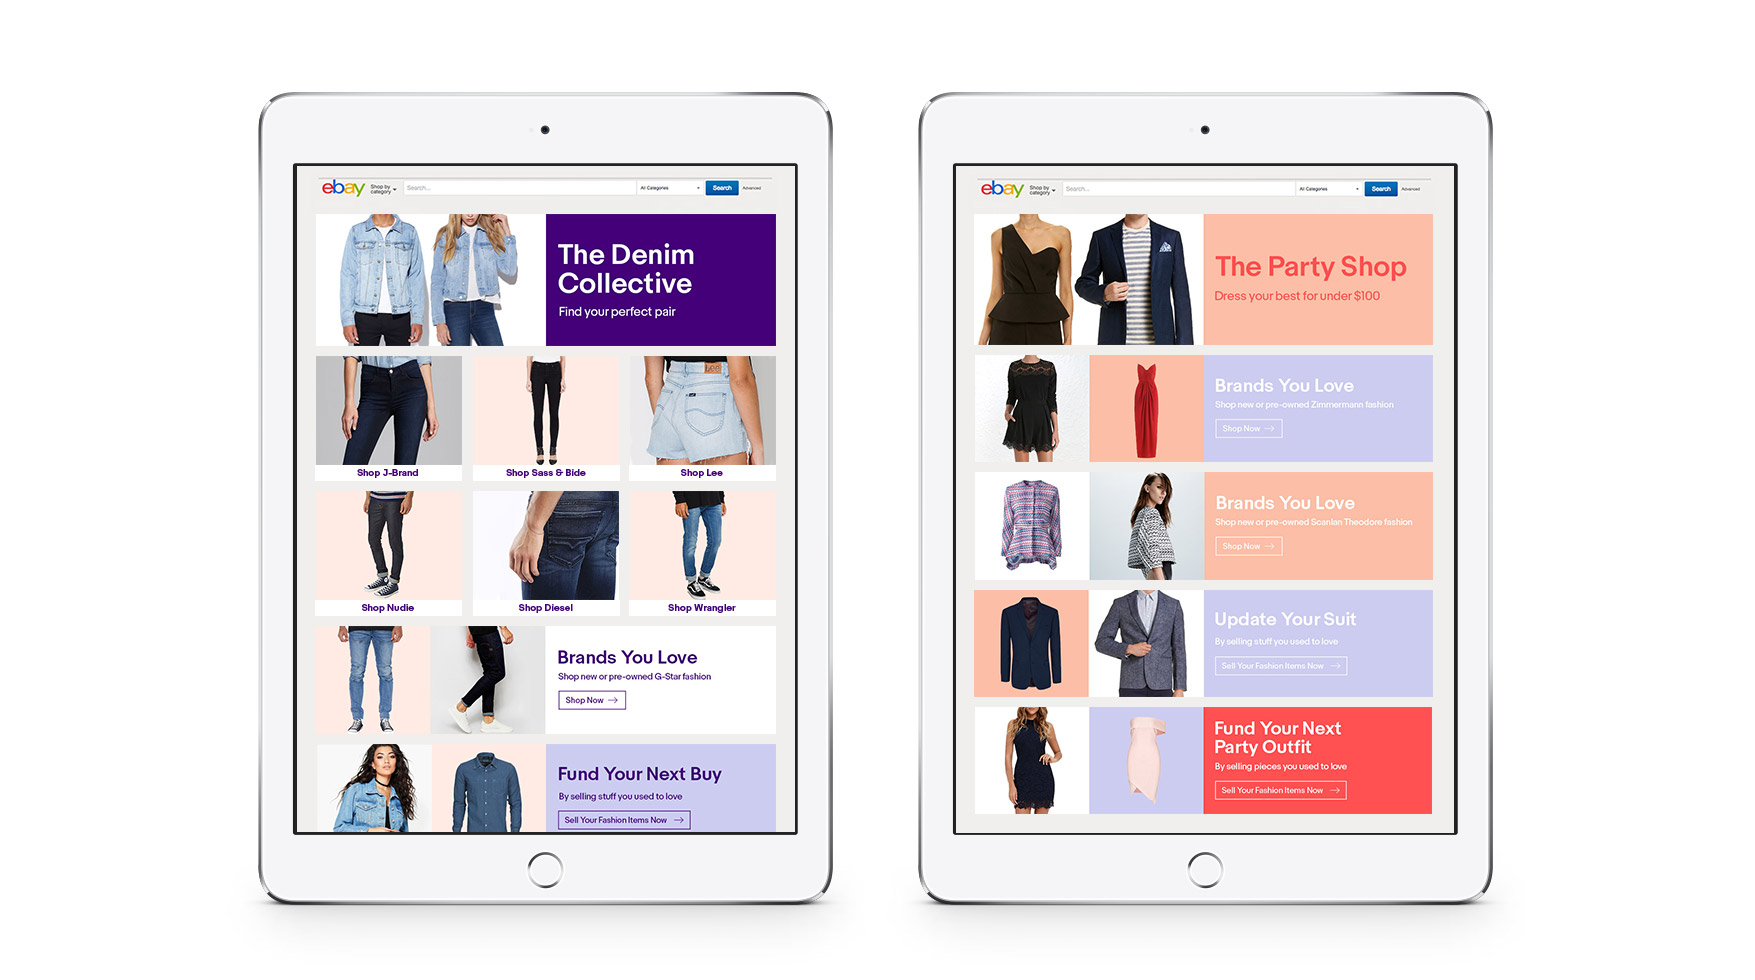 ebay
Shop by
category
Search...
All Categories
Search
Advanced
The Denim
Collective
Find your perfect pair
Lee
Shop J-Brand
Shop Sass & Bide
Shop Lee
Shop Nudie
Shop Diesel
Shop Wrangler
Brands You Love
Shop new or pre-owned G-Star fashion
Shop Now
Fund Your Next Buy
By selling stuff you used to love
Sell Your Fashion Items Now
ebay
Shop by
category
Search...
All Categories
Search
Advanced
The Party Shop
Dress your best for under $100
Brands You Love
Shop new or pre-owned Zimmermann fashion
Shop Now
Brands You Love
Shop new or pre-owned Scanlan Theodore fashion
Shop Now
Update Your Suit
By selling stuff you used to love
Sell Your Fashion Items Now
Fund Your Next
Party Outfit
By selling pieces you used to love
Sell Your Fashion Items Now